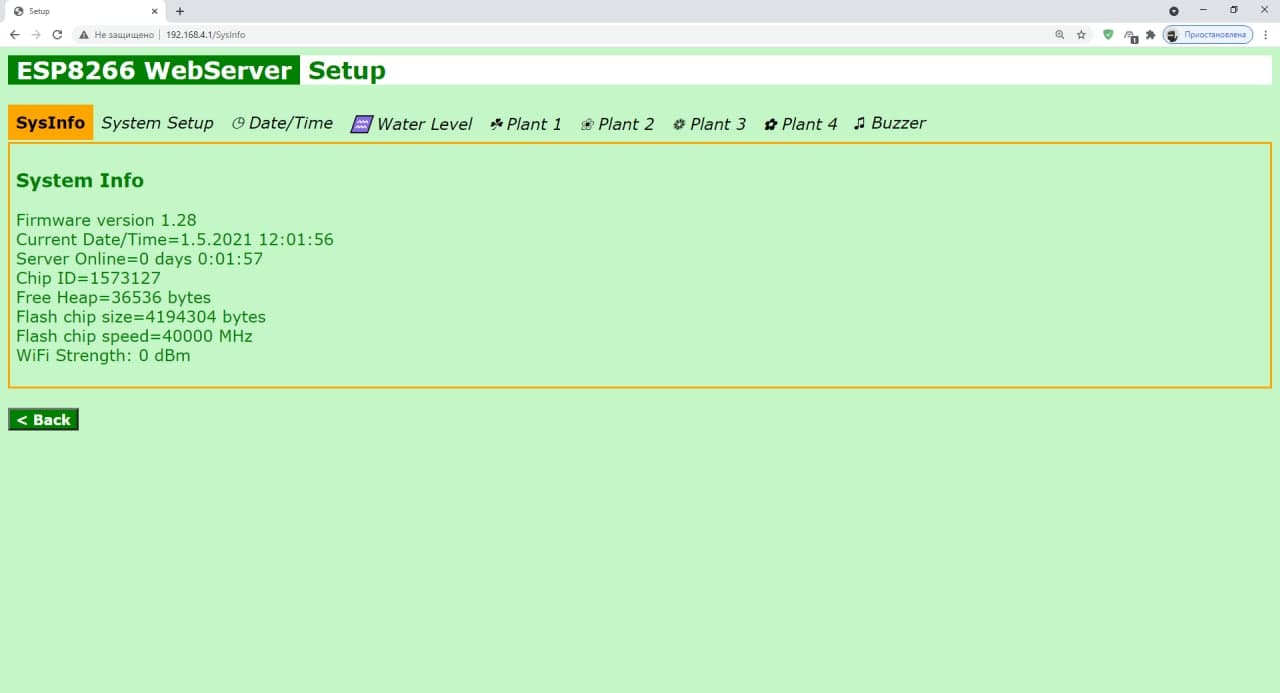 Setup
Не защищено 192.168.4.1/SysInfo Приостановлена
ESP8266 WebServer Setup
SysInfo System Setup Date/Time Water Level Plant 1 Plant 2 Plant 3 Plant 4 Buzzer
System Info
Firmware version 1.28
Current Date/Time=1.5.2021 12:01:56
Server Online=0 days 0:01:57
Chip ID=1573127
Free Heap=36536 bytes
Flash chip size=4194304 bytes
Flash chip speed=40000 MHz
WiFi Strength: 0 dBm
< Back